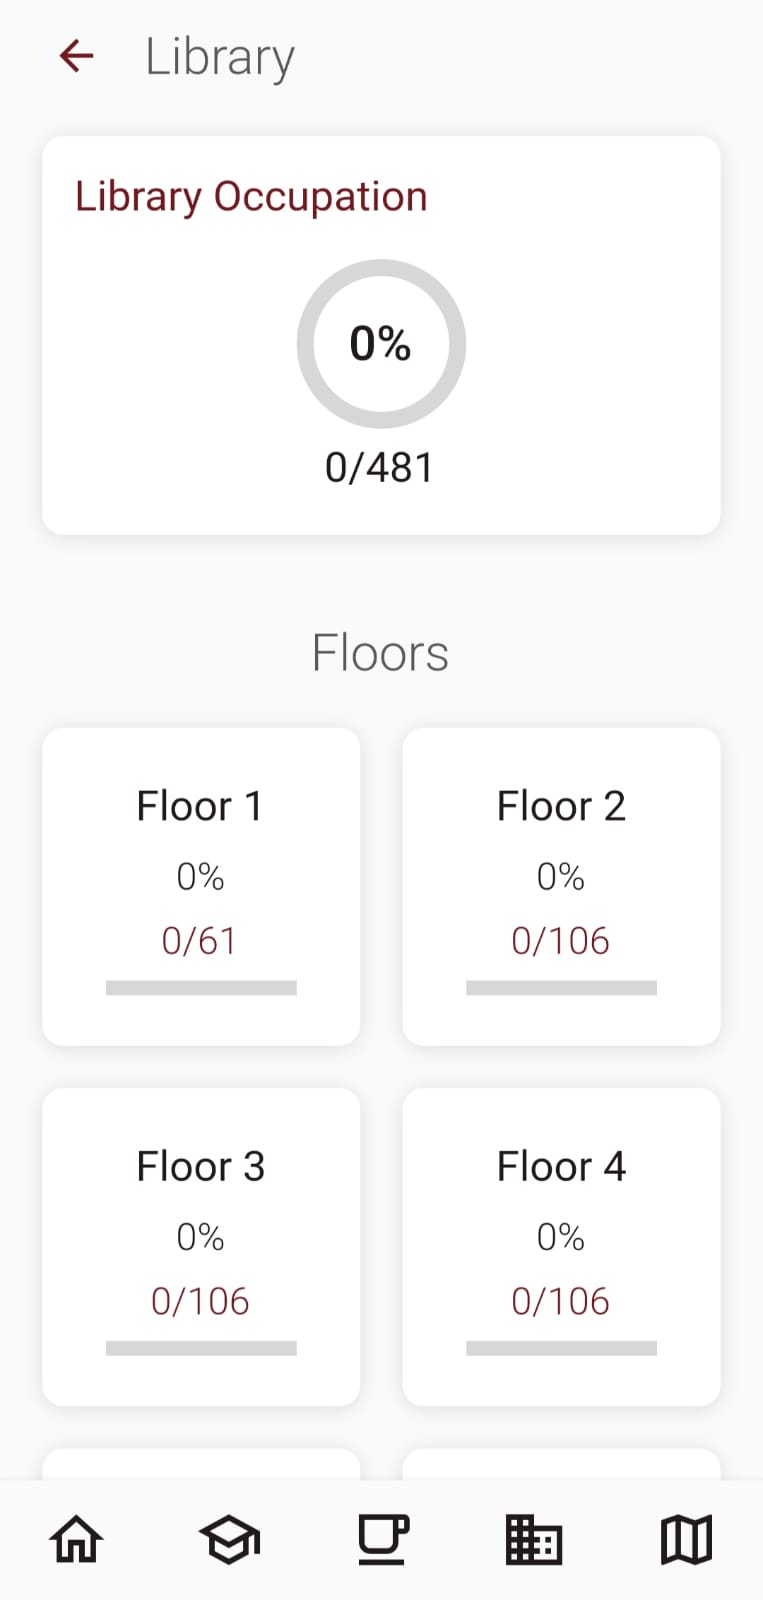 Library
Library Occupation
0%
0/481
Floors
Floor 1
0%
0/61
Floor 2
0%
0/106
Floor 3
0%
0/106
Floor 4
0%
0/106